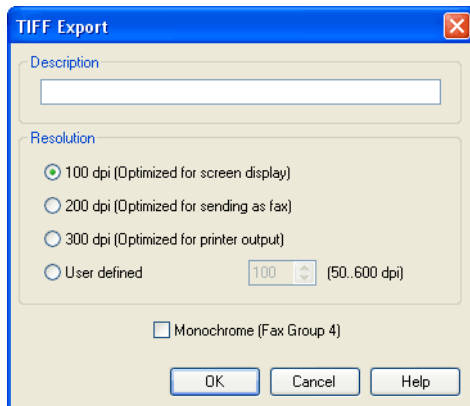 TIFF Export
Description
Resolution
100 dpi (Optimized for screen display)
200 dpi (Optimized for sending as fax)
300 dpi (Optimized for printer output)
User defined 100 (50..600 dpi)
Monochrome (Fax Group 4)
OK Cancel Help